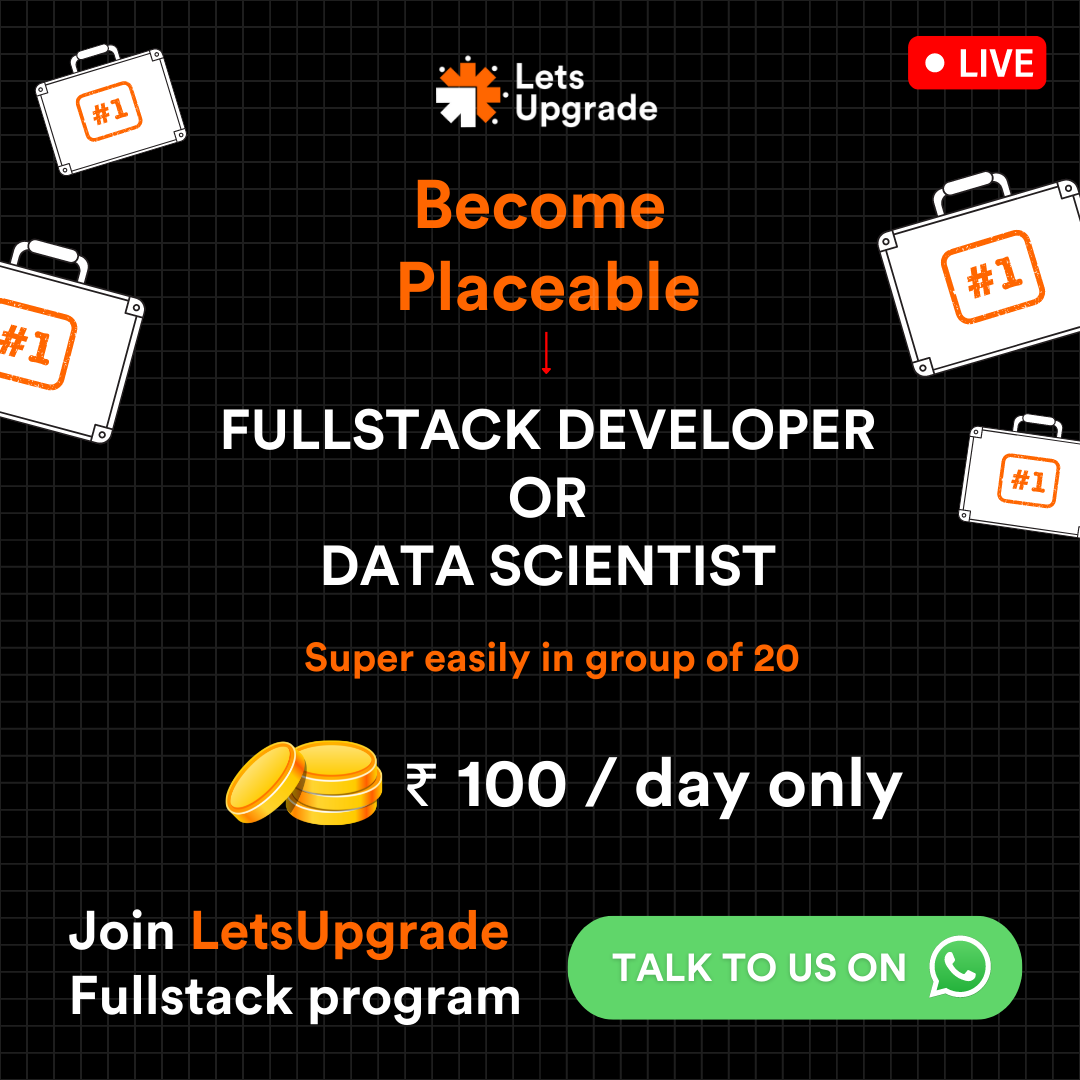 Lets
Upgrade
LIVE
#1
#1
#1
#1
Become
Placeable
FULLSTACK DEVELOPER
OR
DATA SCIENTIST
Super easily in group of 20
₹ 100 / day only
Join LetsUpgrade
Fullstack program
TALK TO US ON